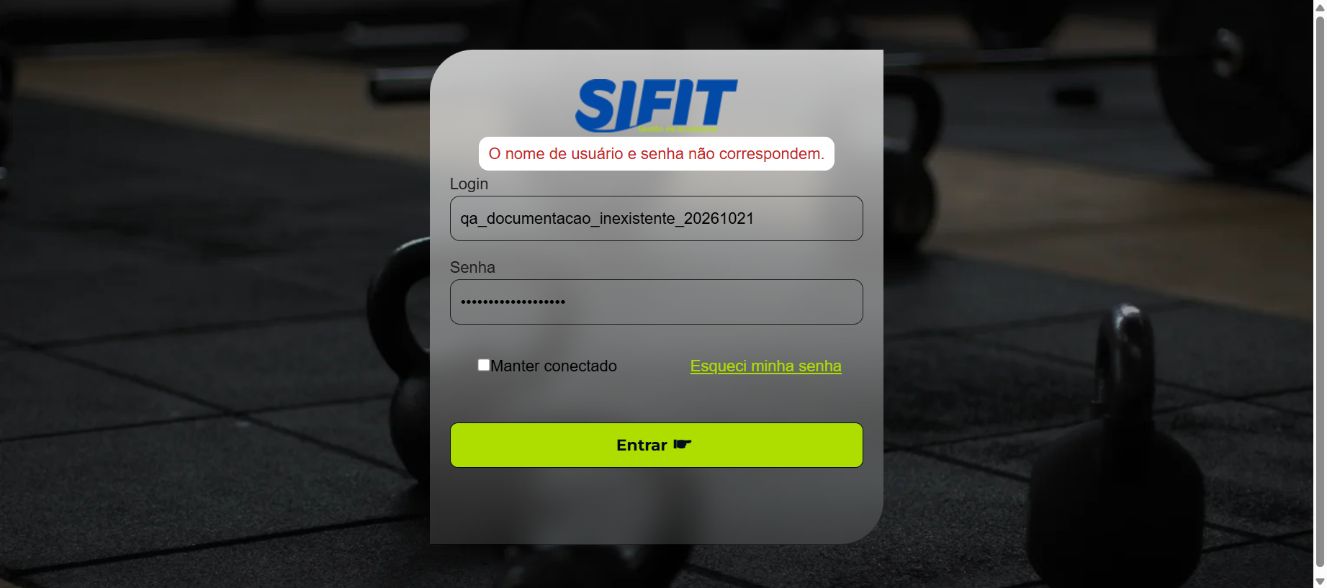 SIFIT
O nome de usuário e senha não correspondem.
Login
qa_documentacao_inexistente_20261021
Senha
•••••••••••••••••••
Manter conectado
Esqueci minha senha
Entrar